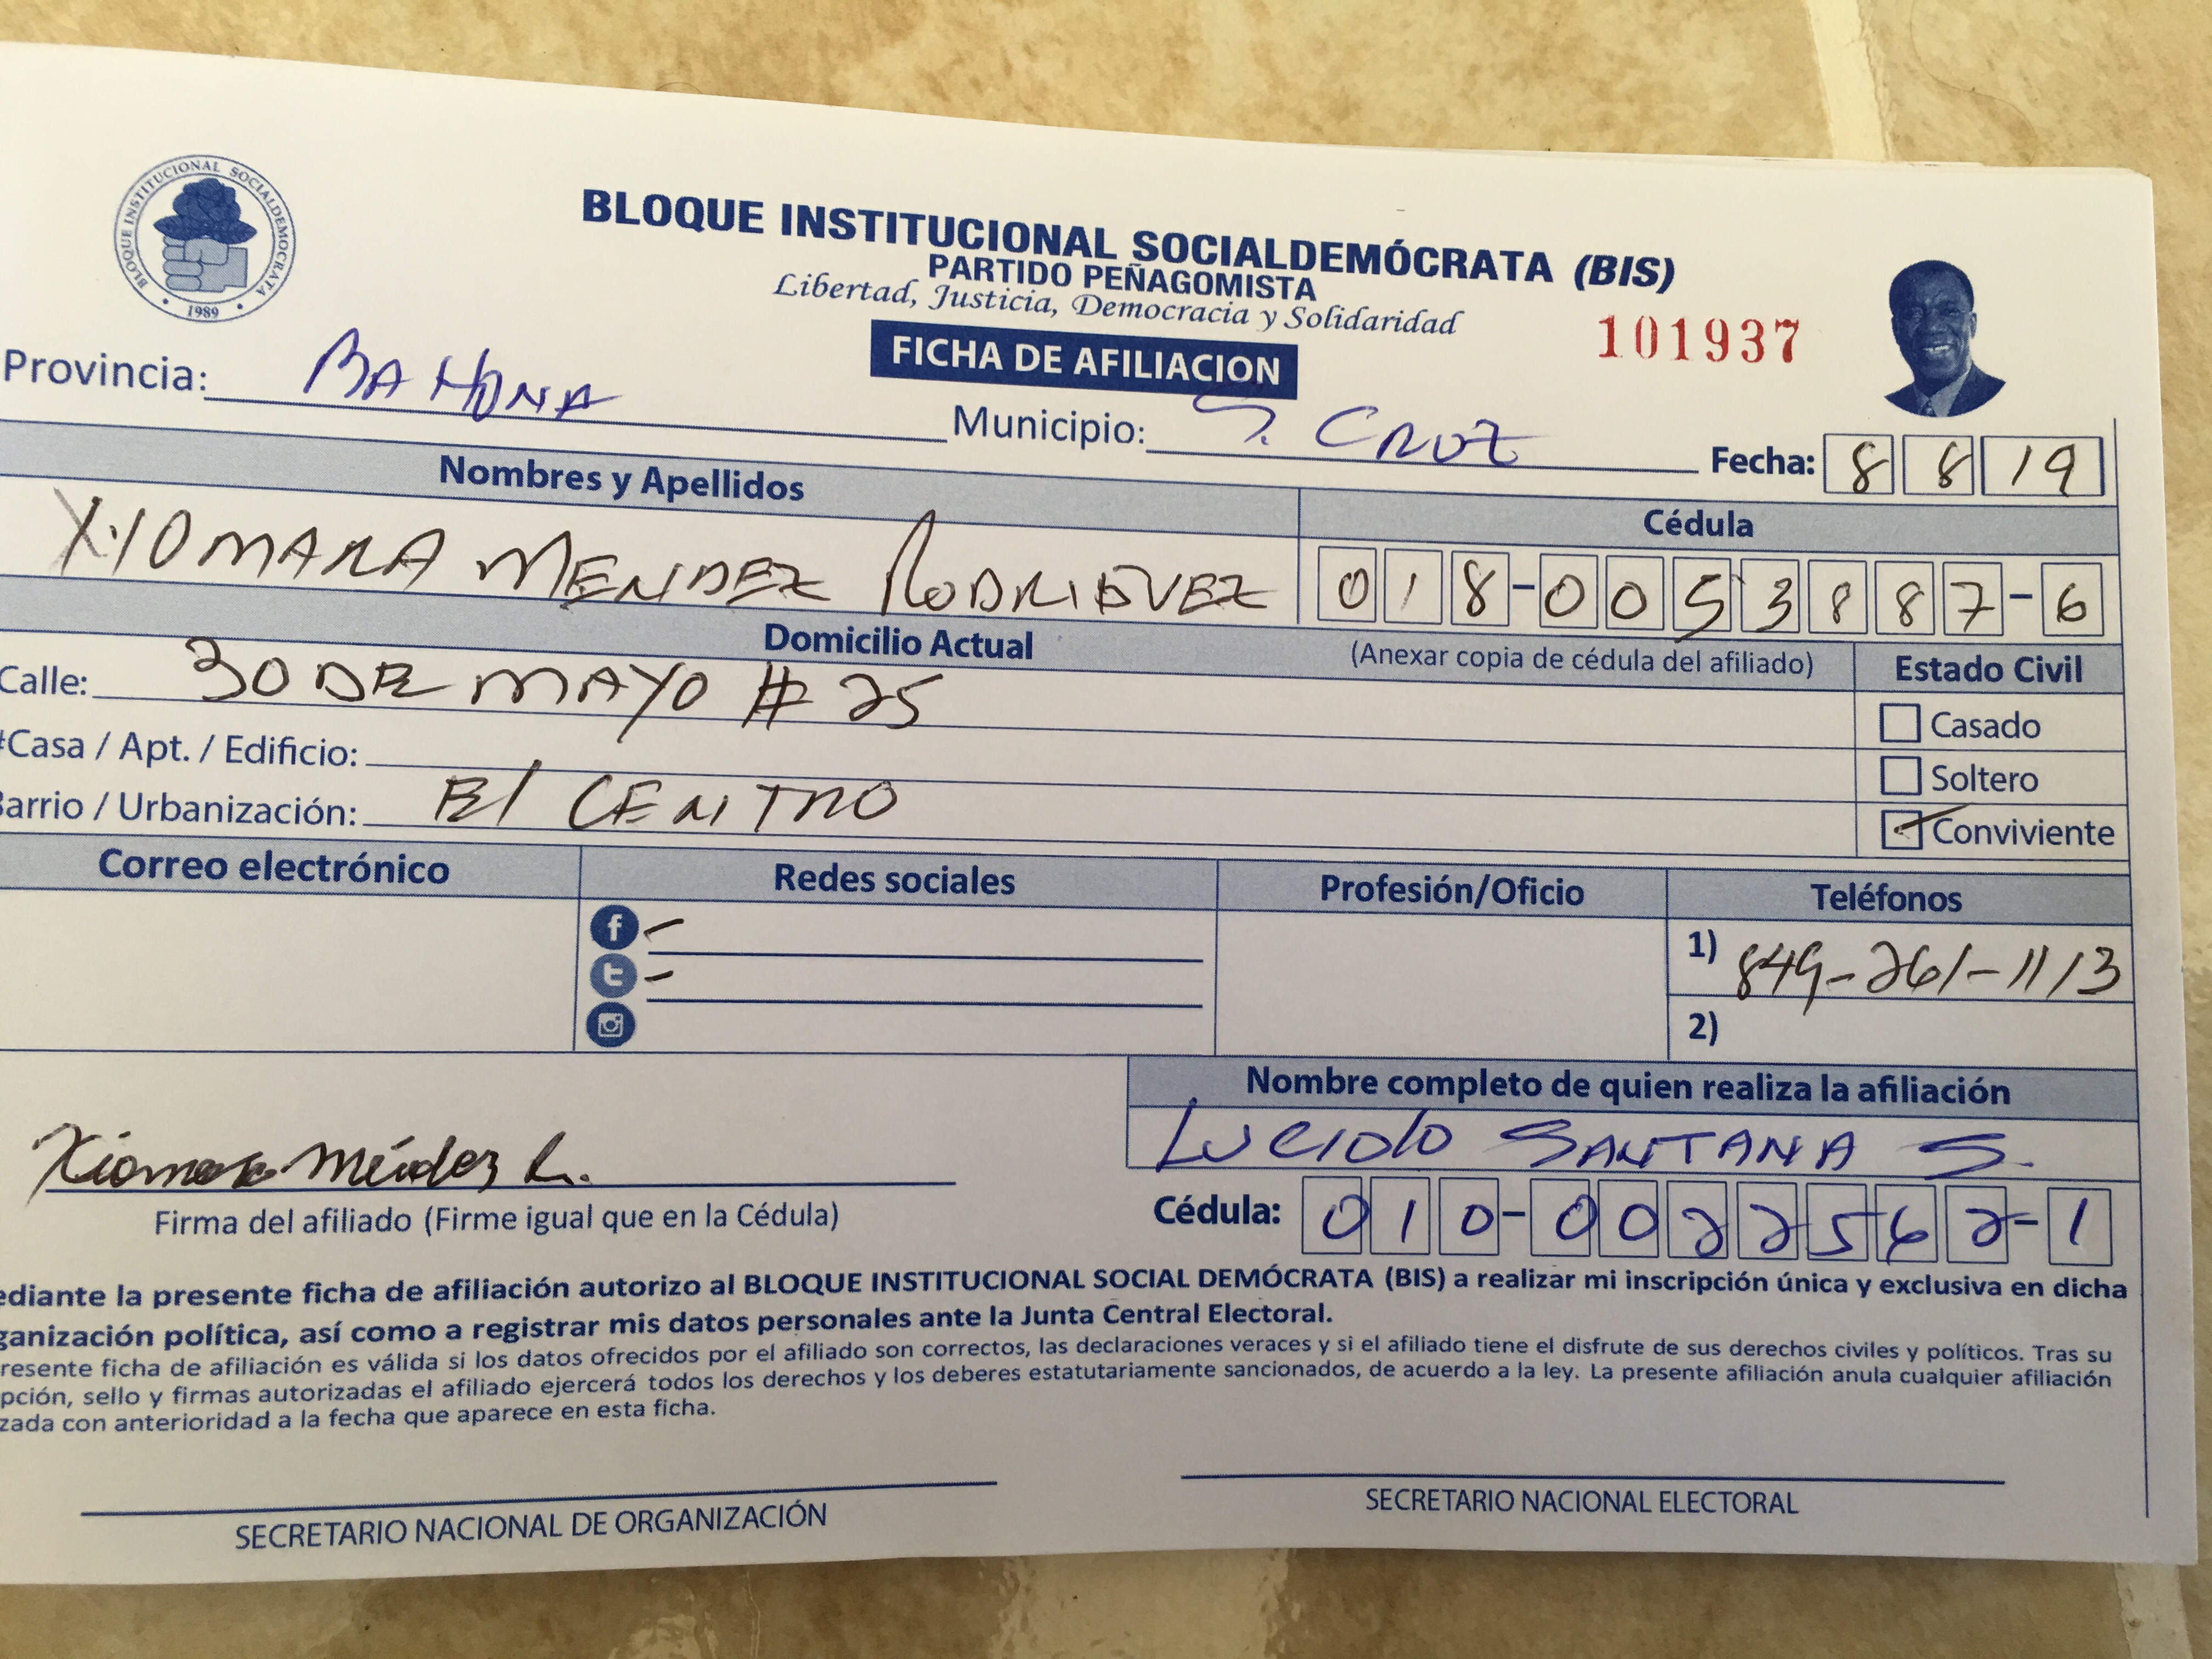 BLOQUE INSTITUCIONAL SOCIALDEMOCRATA
• 1989 •
BLOQUE INSTITUCIONAL SOCIALDEMÓCRATA (BIS)
PARTIDO PEÑAGOMISTA
Libertad, Justicia, Democracia y Solidaridad
FICHA DE AFILIACION
101937
Provincia: BAHONA
Municipio: S. CRUZ
Fecha: 8 8 19
Nombres y Apellidos
Cédula
XIOMARA MENDEZ RODRIGUEZ
018-0053887-6
Domicilio Actual
(Anexar copia de cédula del afiliado)
Estado Civil
Calle: 30 DE MAYO # 25
Casado
#Casa / Apt. / Edificio:
Soltero
Barrio / Urbanización: El CENTRO
Conviviente
Correo electrónico
Redes sociales
Profesión/Oficio
Teléfonos
1) 849-261-1113
2)
Nombre completo de quien realiza la afiliación
Lucidlo SANTANA S.
Xiomara Méndez R.
Firma del afiliado (Firme igual que en la Cédula)
Cédula: 010-0022562-1
ediante la presente ficha de afiliación autorizo al BLOQUE INSTITUCIONAL SOCIAL DEMÓCRATA (BIS) a realizar mi inscripción única y exclusiva en dicha
ganización política, así como a registrar mis datos personales ante la Junta Central Electoral.
resente ficha de afiliación es válida si los datos ofrecidos por el afiliado son correctos, las declaraciones veraces y si el afiliado tiene el disfrute de sus derechos civiles y políticos. Tras su
pción, sello y firmas autorizadas el afiliado ejercerá todos los derechos y los deberes estatutariamente sancionados, de acuerdo a la ley. La presente afiliación anula cualquier afiliación
zada con anterioridad a la fecha que aparece en esta ficha.
SECRETARIO NACIONAL DE ORGANIZACIÓN
SECRETARIO NACIONAL ELECTORAL